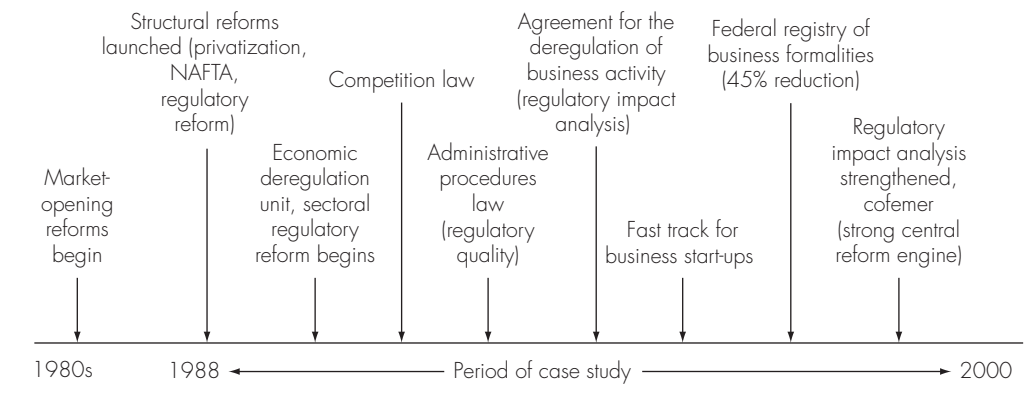 Structural reforms
launched (privatization,
NAFTA,
regulatory
reform)
Agreement for the
deregulation of
business activity
(regulatory impact
analysis)
Federal registry of
business formalities
(45% reduction)
Competition law
Regulatory
impact analysis
strengthened,
cofemer
(strong central
reform engine)
Market-
opening
reforms
begin
Economic
deregulation
unit, sectoral
regulatory
reform begins
Administrative
procedures
law
(regulatory
quality)
Fast track for
business start-ups
1980s
1988
Period of case study
2000